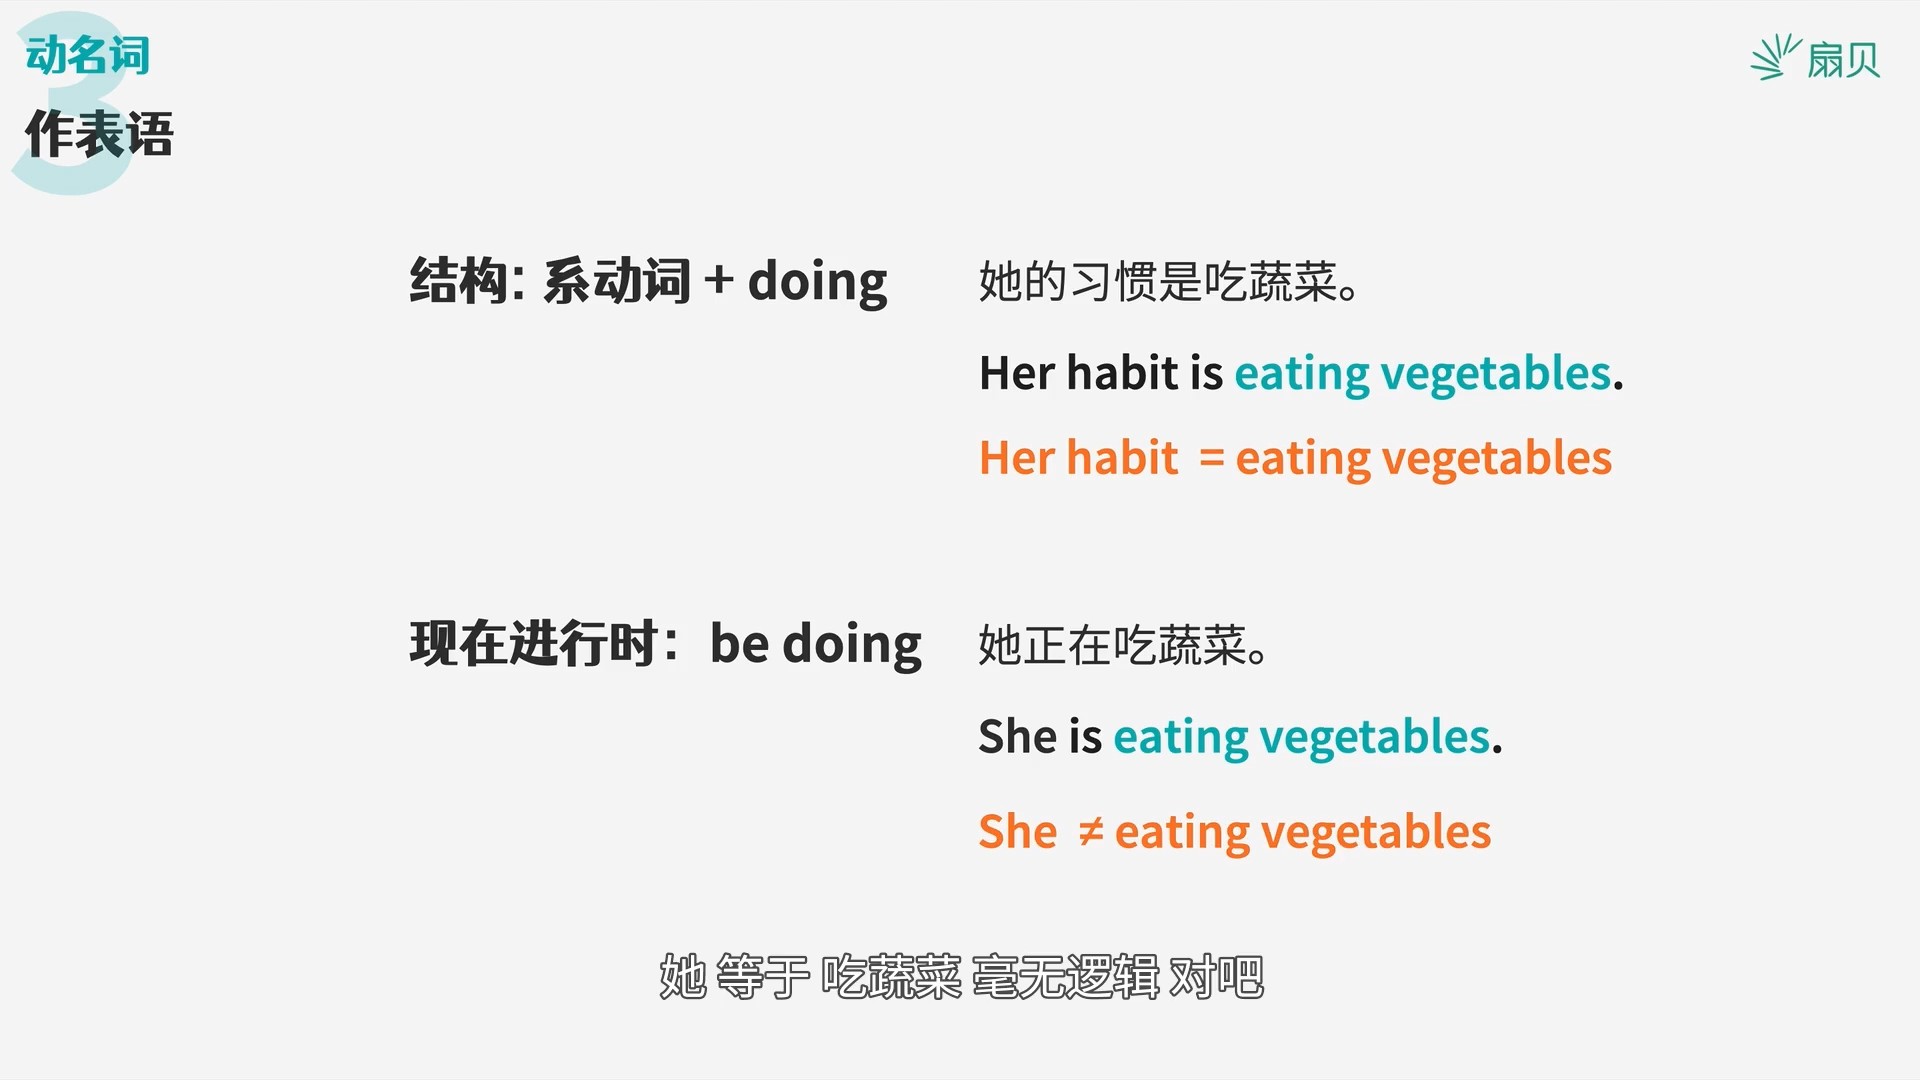 3
动名词
作表语
扇贝
结构: 系动词 + doing
她的习惯是吃蔬菜。
Her habit is eating vegetables.
Her habit = eating vegetables
现在进行时：be doing
她正在吃蔬菜。
She is eating vegetables.
She ≠ eating vegetables
她 等于 吃蔬菜 毫无逻辑 对吧